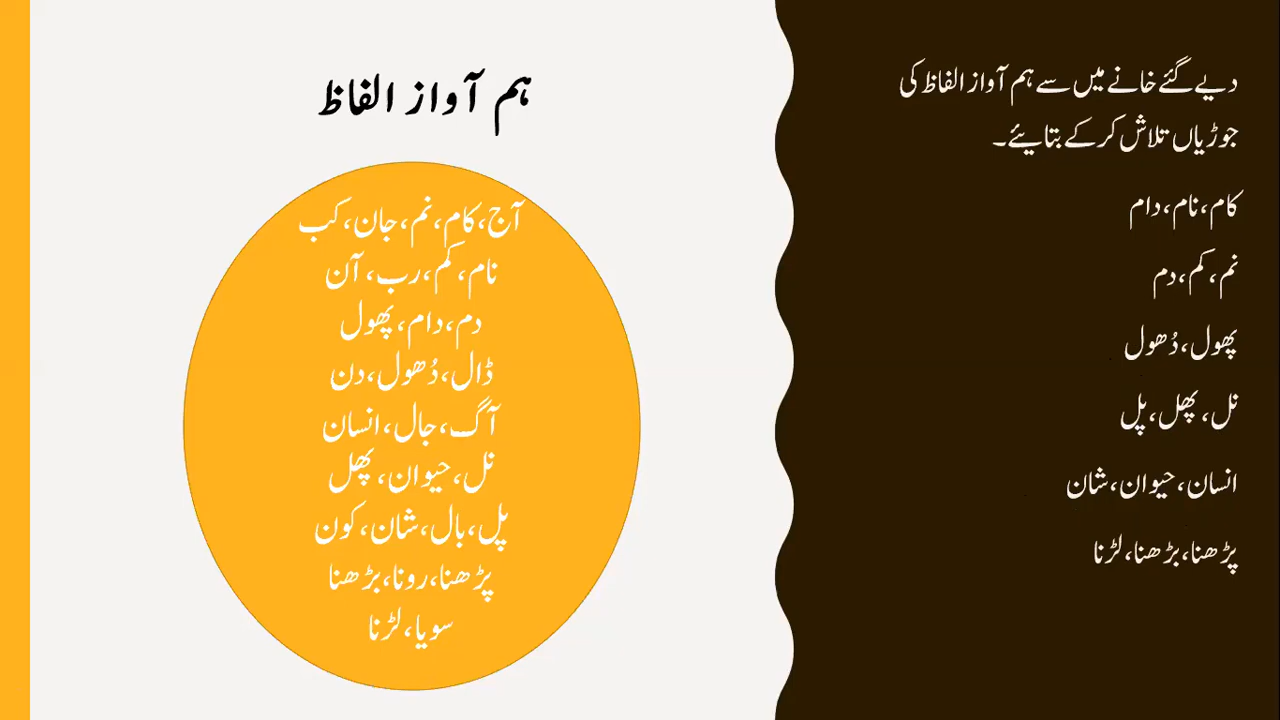 ہم آواز الفاظ
آج،کام،نم،جان،کب
نام،کم،رب،آن
دم،دام،پھول
ڈال،دُھول،دن
آگ،جال،انسان
نل،حیوان،پھل
پل،بال،شان،کون
پڑھنا،رونا،بڑھنا
سویا،لڑنا
دیے گئے خانے میں سے ہم آواز الفاظ کی
جوڑیاں تلاش کر کے بتایئے۔
کام،نام،دام
نم،کم،دم
پھول،دُھول
نل،پھل،پل
انسان،حیوان،شان
پڑھنا،بڑھنا،لڑنا